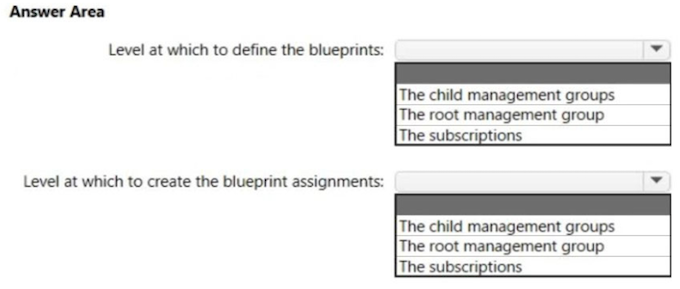 Answer Area
Level at which to define the blueprints:
The child management groups
The root management group
The subscriptions
Level at which to create the blueprint assignments:
The child management groups
The root management group
The subscriptions